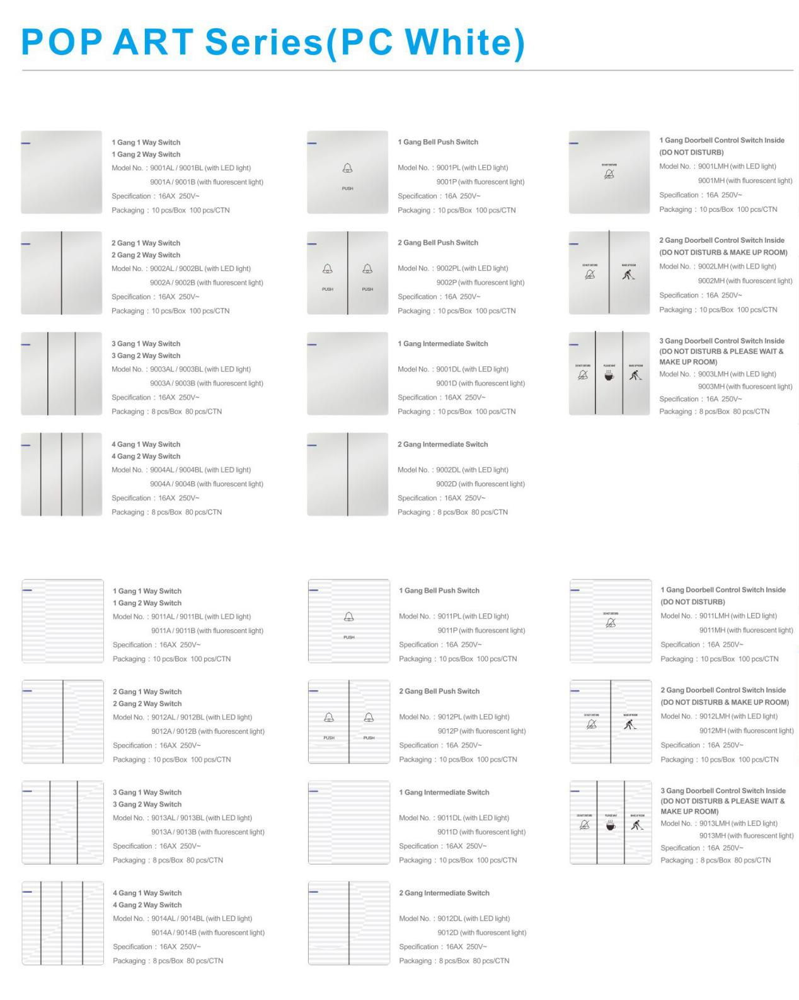 POP ART Series(PC White)
1 Gang 1 Way Switch
1 Gang 2 Way Switch
Model No. : 9001AL / 9001BL (with LED light)
9001A / 9001B (with fluorescent light)
Specification : 16AX 250V~
Packaging : 10 pcs/Box 100 pcs/CTN
PUSH
1 Gang Bell Push Switch
Model No. : 9001PL (with LED light)
9001P (with fluorescent light)
Specification : 16A 250V~
Packaging : 10 pcs/Box 100 pcs/CTN
DO NOT DISTURB
1 Gang Doorbell Control Switch Inside
(DO NOT DISTURB)
Model No. : 9001LMH (with LED light)
9001MH (with fluorescent light)
Specification : 16A 250V~
Packaging : 10 pcs/Box 100 pcs/CTN
2 Gang 1 Way Switch
2 Gang 2 Way Switch
Model No. : 9002AL / 9002BL (with LED light)
9002A / 9002B (with fluorescent light)
Specification : 16AX 250V~
Packaging : 10 pcs/Box 100 pcs/CTN
PUSH PUSH
2 Gang Bell Push Switch
Model No. : 9002PL (with LED light)
9002P (with fluorescent light)
Specification : 16A 250V~
Packaging : 10 pcs/Box 100 pcs/CTN
DO NOT DISTURB MAKE UP ROOM
2 Gang Doorbell Control Switch Inside
(DO NOT DISTURB & MAKE UP ROOM)
Model No. : 9002LMH (with LED light)
9002MH (with fluorescent light)
Specification : 16A 250V~
Packaging : 10 pcs/Box 100 pcs/CTN
3 Gang 1 Way Switch
3 Gang 2 Way Switch
Model No. : 9003AL / 9003BL (with LED light)
9003A / 9003B (with fluorescent light)
Specification : 16AX 250V~
Packaging : 8 pcs/Box 80 pcs/CTN
1 Gang Intermediate Switch
Model No. : 9001DL (with LED light)
9001D (with fluorescent light)
Specification : 16AX 250V~
Packaging : 10 pcs/Box 100 pcs/CTN
DO NOT DISTURB PLEASE WAIT MAKE UP ROOM
3 Gang Doorbell Control Switch Inside
(DO NOT DISTURB & PLEASE WAIT &
MAKE UP ROOM)
Model No. : 9003LMH (with LED light)
9003MH (with fluorescent light)
Specification : 16A 250V~
Packaging : 8 pcs/Box 80 pcs/CTN
4 Gang 1 Way Switch
4 Gang 2 Way Switch
Model No. : 9004AL / 9004BL (with LED light)
9004A / 9004B (with fluorescent light)
Specification : 16AX 250V~
Packaging : 8 pcs/Box 80 pcs/CTN
2 Gang Intermediate Switch
Model No. : 9002DL (with LED light)
9002D (with fluorescent light)
Specification : 16AX 250V~
Packaging : 8 pcs/Box 80 pcs/CTN
1 Gang 1 Way Switch
1 Gang 2 Way Switch
Model No. : 9011AL / 9011BL (with LED light)
9011A / 9011B (with fluorescent light)
Specification : 16AX 250V~
Packaging : 10 pcs/Box 100 pcs/CTN
PUSH
1 Gang Bell Push Switch
Model No. : 9011PL (with LED light)
9011P (with fluorescent light)
Specification : 16A 250V~
Packaging : 10 pcs/Box 100 pcs/CTN
DO NOT DISTURB
1 Gang Doorbell Control Switch Inside
(DO NOT DISTURB)
Model No. : 9011LMH (with LED light)
9011MH (with fluorescent light)
Specification : 16A 250V~
Packaging : 10 pcs/Box 100 pcs/CTN
2 Gang 1 Way Switch
2 Gang 2 Way Switch
Model No. : 9012AL / 9012BL (with LED light)
9012A / 9012B (with fluorescent light)
Specification : 16AX 250V~
Packaging : 10 pcs/Box 100 pcs/CTN
PUSH PUSH
2 Gang Bell Push Switch
Model No. : 9012PL (with LED light)
9012P (with fluorescent light)
Specification : 16A 250V~
Packaging : 10 pcs/Box 100 pcs/CTN
DO NOT DISTURB MAKE UP ROOM
2 Gang Doorbell Control Switch Inside
(DO NOT DISTURB & MAKE UP ROOM)
Model No. : 9012LMH (with LED light)
9012MH (with fluorescent light)
Specification : 16A 250V~
Packaging : 10 pcs/Box 100 pcs/CTN
3 Gang 1 Way Switch
3 Gang 2 Way Switch
Model No. : 9013AL / 9013BL (with LED light)
9013A / 9013B (with fluorescent light)
Specification : 16AX 250V~
Packaging : 8 pcs/Box 80 pcs/CTN
1 Gang Intermediate Switch
Model No. : 9011DL (with LED light)
9011D (with fluorescent light)
Specification : 16AX 250V~
Packaging : 10 pcs/Box 100 pcs/CTN
DO NOT DISTURB PLEASE WAIT MAKE UP ROOM
3 Gang Doorbell Control Switch Inside
(DO NOT DISTURB & PLEASE WAIT &
MAKE UP ROOM)
Model No. : 9013LMH (with LED light)
9013MH (with fluorescent light)
Specification : 16A 250V~
Packaging : 8 pcs/Box 80 pcs/CTN
4 Gang 1 Way Switch
4 Gang 2 Way Switch
Model No. : 9014AL / 9014BL (with LED light)
9014A / 9014B (with fluorescent light)
Specification : 16AX 250V~
Packaging : 8 pcs/Box 80 pcs/CTN
2 Gang Intermediate Switch
Model No. : 9012DL (with LED light)
9012D (with fluorescent light)
Specification : 16AX 250V~
Packaging : 8 pcs/Box 80 pcs/CTN